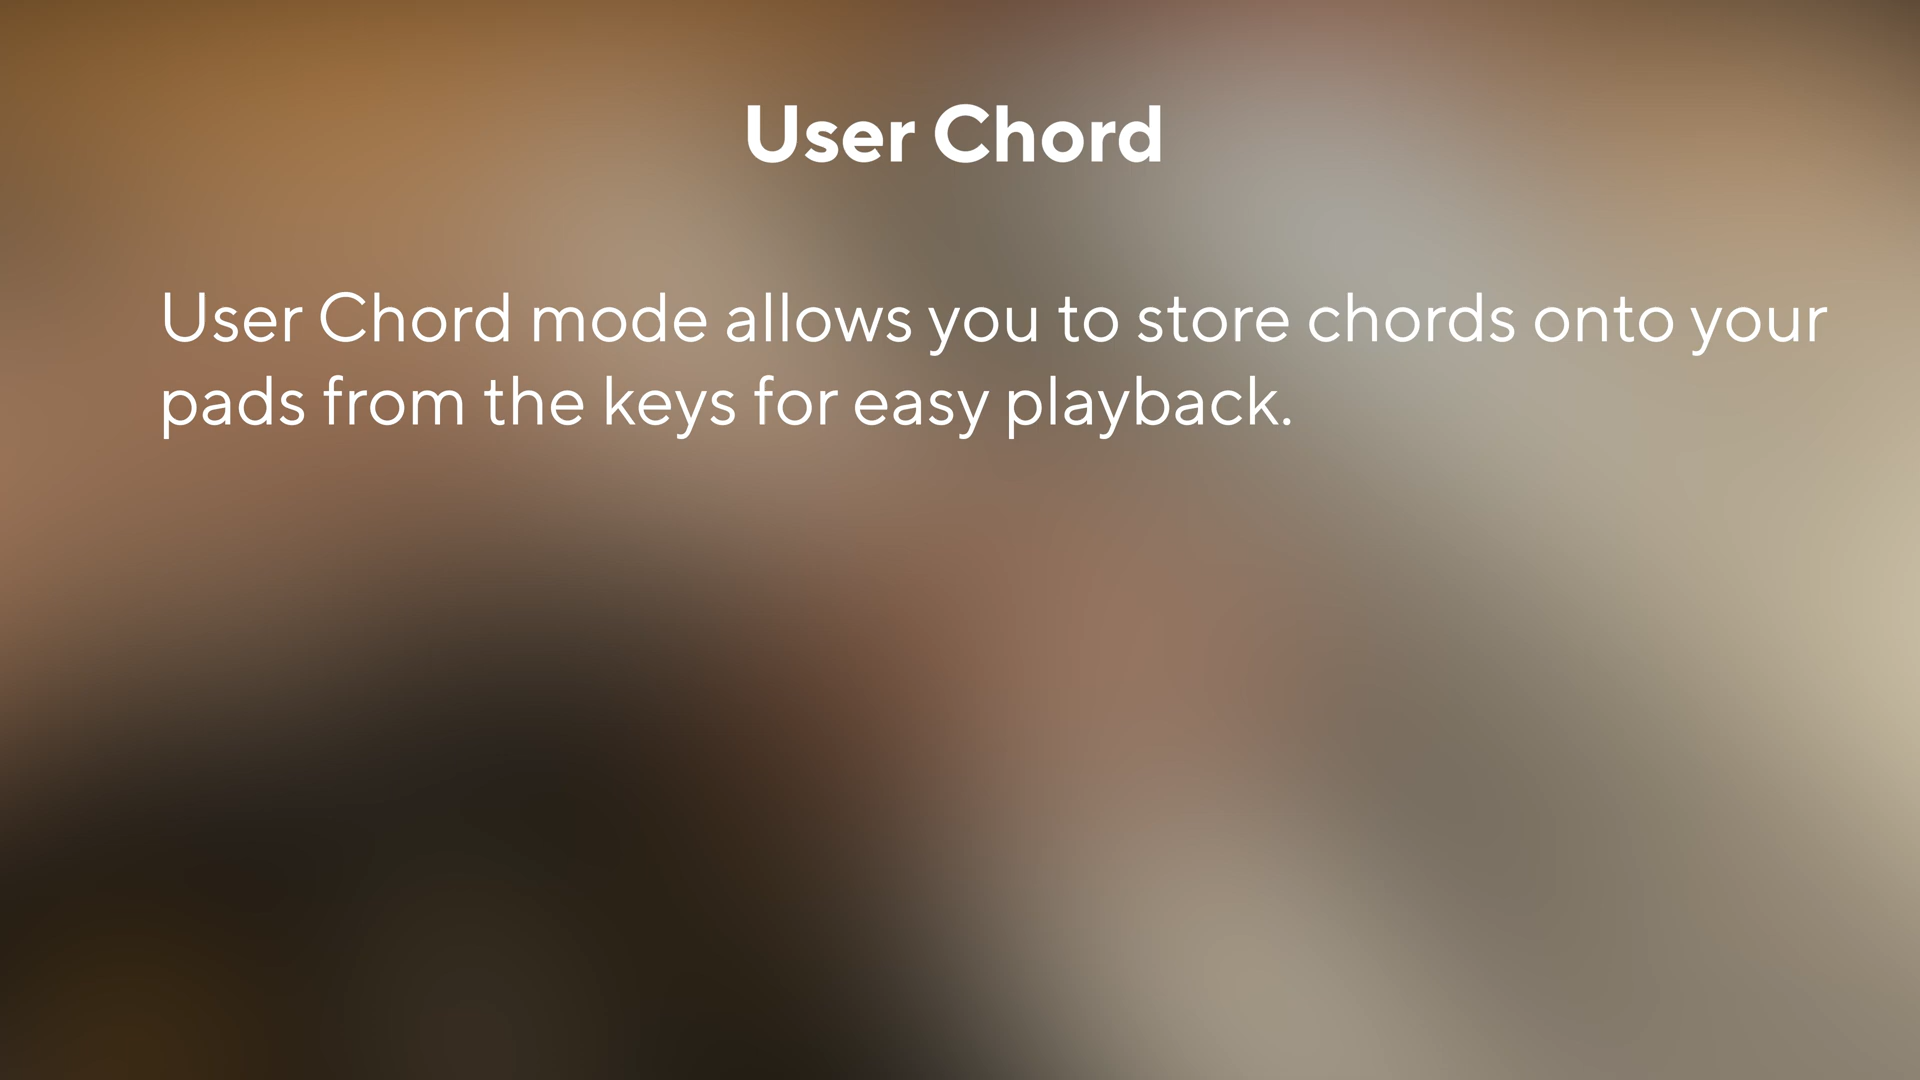 User Chord
User Chord mode allows you to store chords onto your
pads from the keys for easy playback.